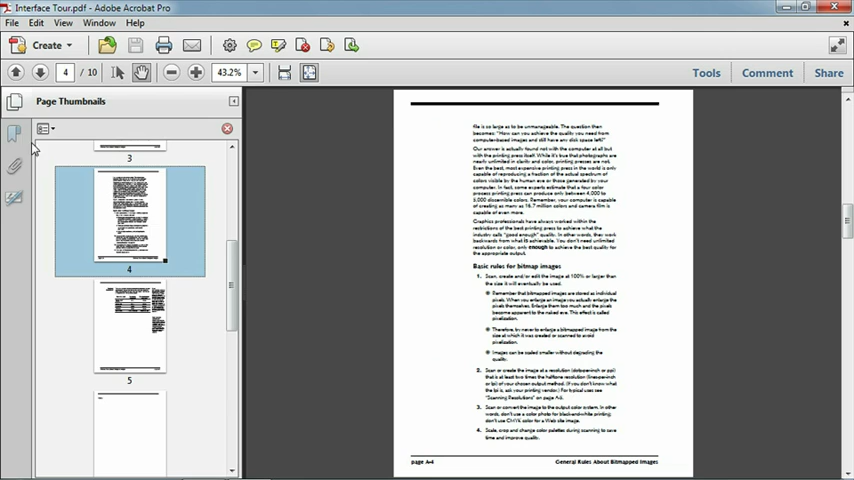 Interface Tour.pdf - Adobe Acrobat Pro
File Edit View Window Help
Create
4 / 10 43.2% Tools Comment Share
Page Thumbnails
3
4
5
file is so large as to be unmanageable. The question then
becomes: "How can you achieve the quality you need from
computer-based images and still have any disk space left?"
Our answer is actually found not with the computer at all but
with the printing press itself. While it's true that photographs are
nearly unlimited in clarity and color, printing presses are not.
Even the best, most expensive printing press in the world is only
capable of reproducing a fraction of the actual spectrum of
colors visible by the human eye or those generated by your
computer. In fact, some experts estimate that a four color
process printing press can produce only between 4,000 to
5,000 discernible colors. Remember, your computer is capable
of creating as many as 16.7 million colors and camera film is
capable of even more.
Graphics professionals have always worked within the
restrictions of the best printing press to achieve what the
industry calls "good enough" quality. In other words, they work
backwards from what IS achievable. You don't need unlimited
resolution or color, only enough to achieve the best quality for
the appropriate output.
Basic rules for bitmap images
1. Scan, create and/or edit the image at 100% or larger than
the size it will eventually be used.
Remember that bitmapped images are stored as individual
pixels. When you enlarge an image you actually enlarge the
pixels themselves. Enlarge them too much and the pixels
become apparent to the naked eye. This effect is called
pixelization.
Therefore, try never to enlarge a bitmapped image from the
size at which it was created or scanned to avoid
pixelization.
Images can be scaled smaller without degrading the
quality.
2. Scan or create the image at a resolution (dots-per-inch or ppi)
that is at least two times the halftone resolution (lines-per-inch
or lpi) of your chosen output method. (If you don't know what
the lpi is, ask your printing vendor.) For typical uses see
"Scanning Resolutions" on page A-6.
3. Scan or convert the image to the output color system. In other
words, don't use a color photo for black-and-white printing,
don't use CMYK color for a Web site image.
4. Scale, crop and change color palettes during scanning to save
time and improve quality.
page A-4 General Rules About Bitmapped Images